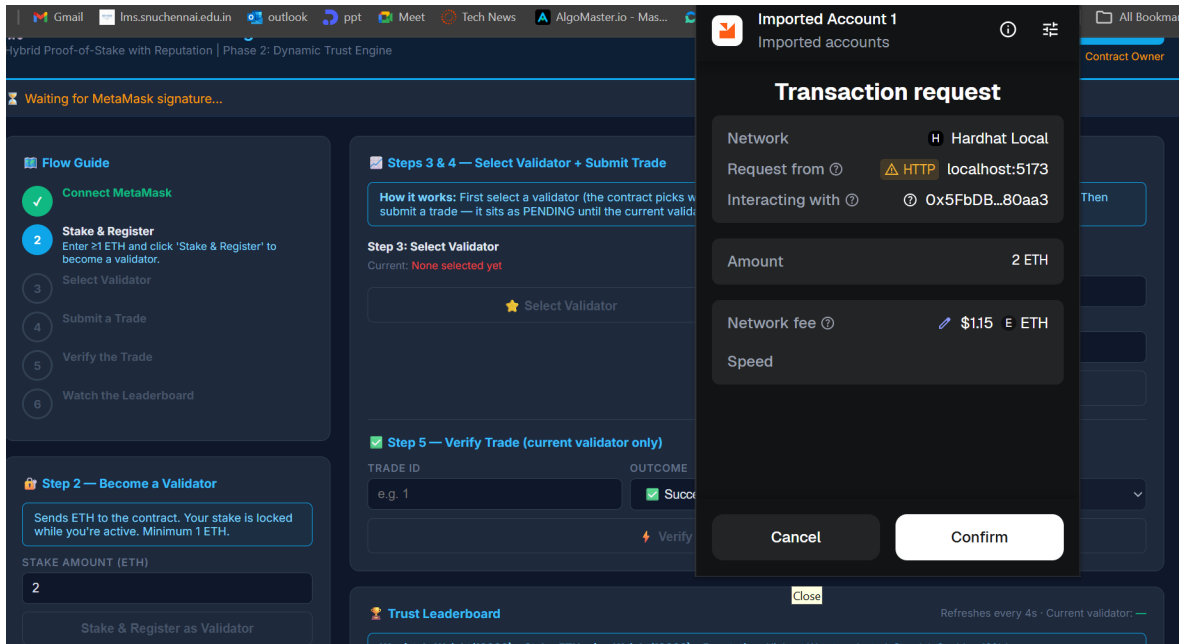 Gmail
lms.snuchennai.edu.in
outlook
ppt
Meet
Tech News
AlgoMaster.io - Mas...
All Bookmar
Hybrid Proof-of-Stake with Reputation | Phase 2: Dynamic Trust Engine
Contract Owner
Waiting for MetaMask signature...
Flow Guide
Connect MetaMask
2
Stake & Register
Enter ≥1 ETH and click 'Stake & Register' to
become a validator.
3
Select Validator
4
Submit a Trade
5
Verify the Trade
6
Watch the Leaderboard
Step 2 — Become a Validator
Sends ETH to the contract. Your stake is locked
while you're active. Minimum 1 ETH.
STAKE AMOUNT (ETH)
2
Stake & Register as Validator
Steps 3 & 4 — Select Validator + Submit Trade
How it works: First select a validator (the contract picks w
Then
submit a trade — it sits as PENDING until the current valida
Step 3: Select Validator
Current: None selected yet
Select Validator
Step 5 — Verify Trade (current validator only)
TRADE ID
OUTCOME
e.g. 1
Succe
Verify
Trust Leaderboard
Refreshes every 4s · Current validator: —
Imported Account 1
Imported accounts
Transaction request
Network
H Hardhat Local
Request from
HTTP localhost:5173
Interacting with
0x5FbDB...80aa3
Amount
2 ETH
Network fee
$1.15 E ETH
Speed
Cancel
Confirm
Close